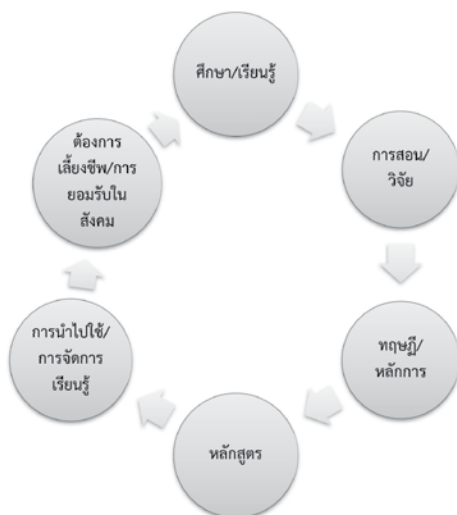 ศึกษา/เรียนรู้
การสอน/
วิจัย
ทฤษฎี/
หลักการ
หลักสูตร
การนำไปใช้/
การจัดการ
เรียนรู้
ต้องการ
เลี้ยงชีพ/การ
ยอมรับใน
สังคม